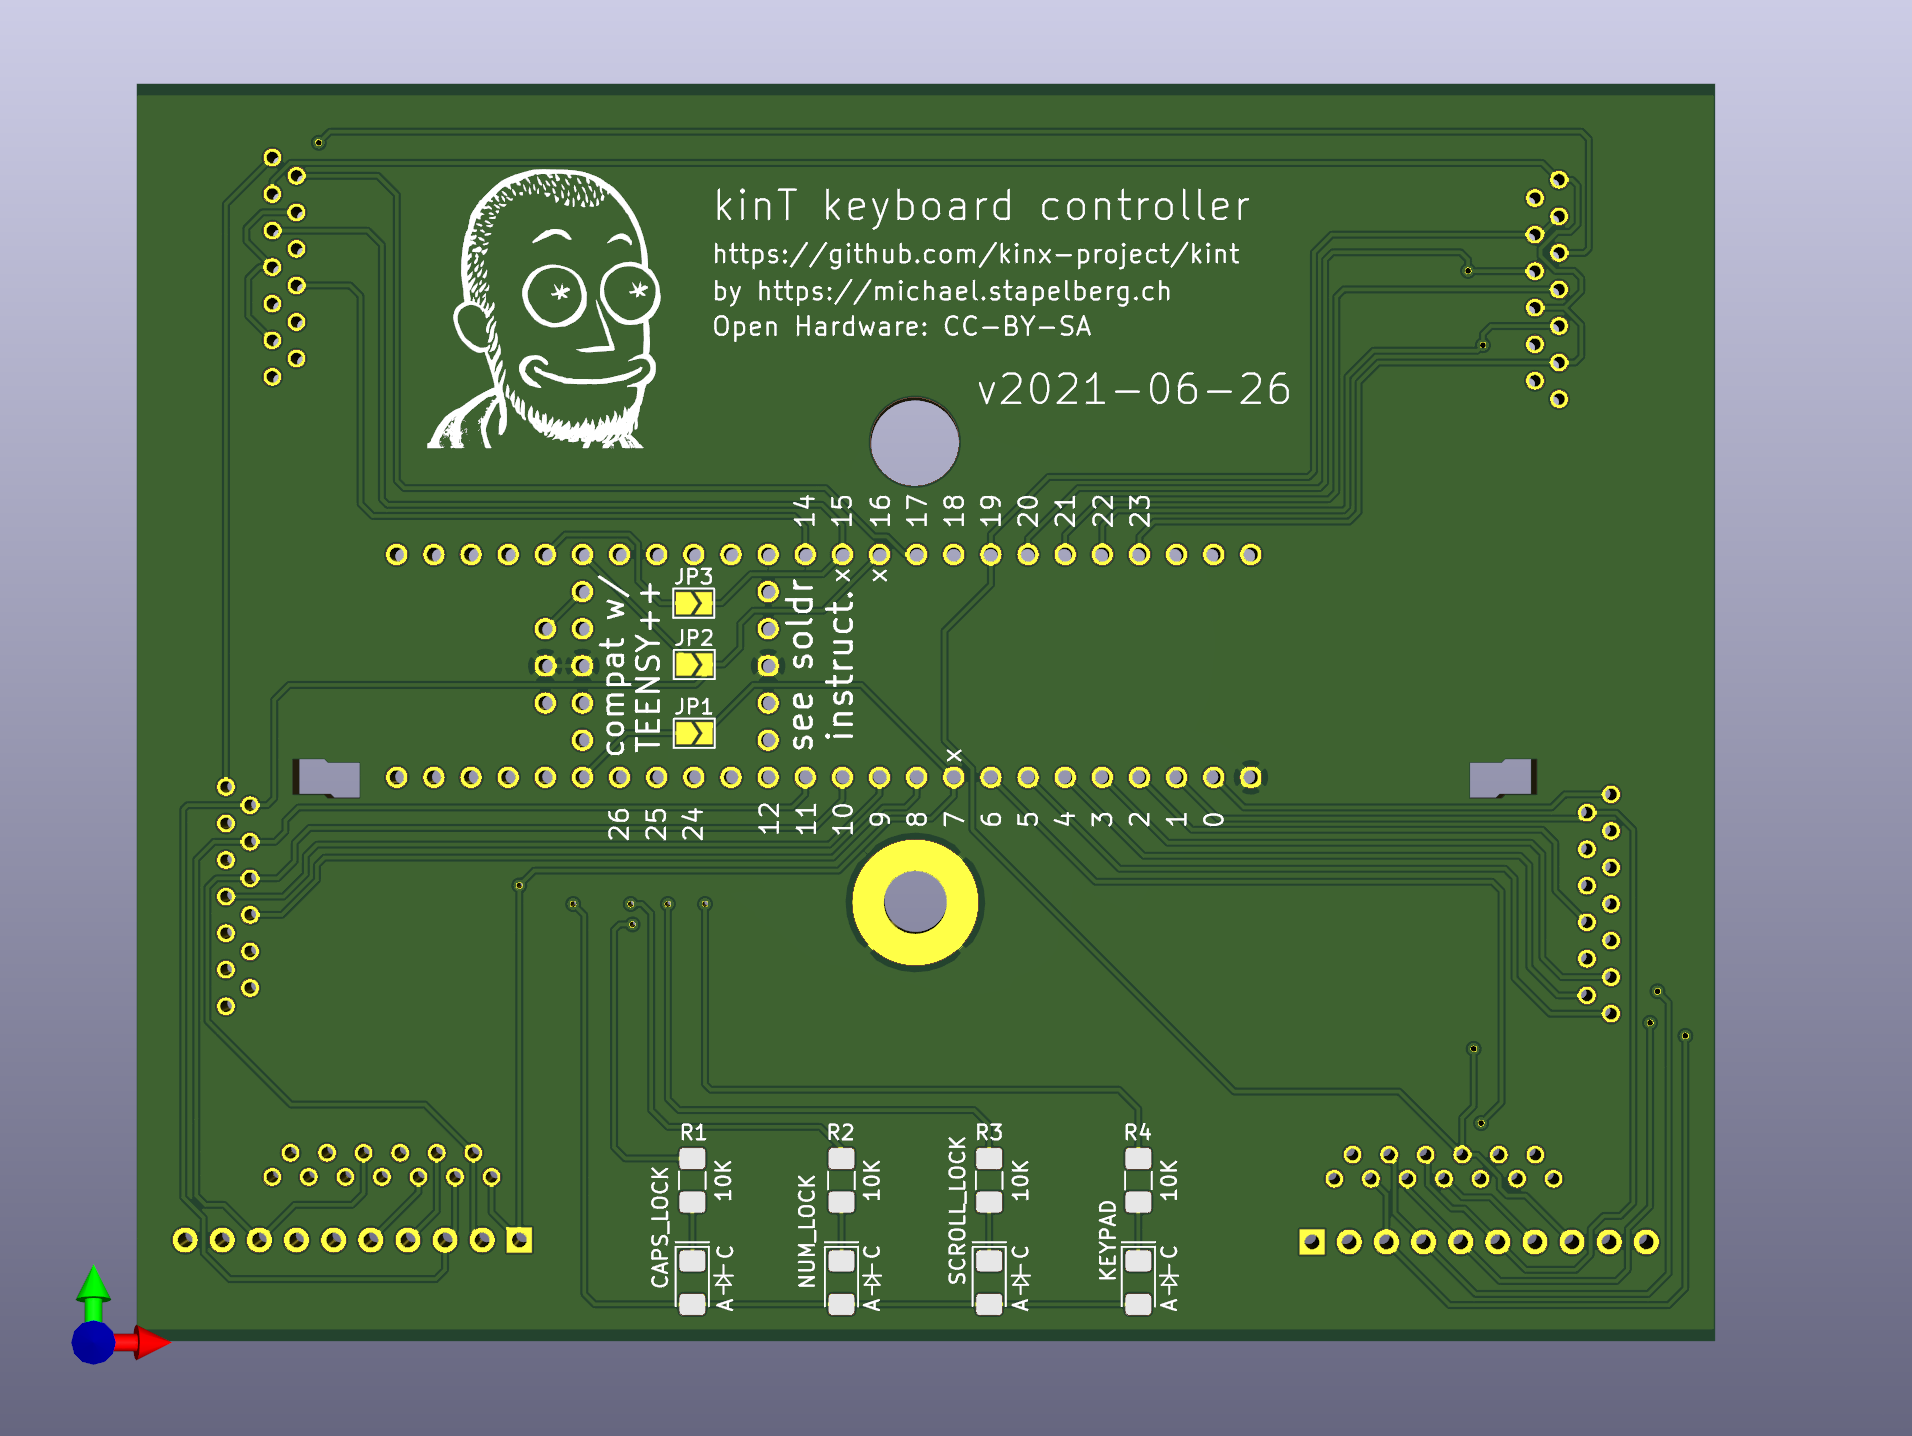 kinT keyboard controller
https://github.com/kinx-project/kint
by https://michael.stapelberg.ch
Open Hardware: CC-BY-SA
v2021-06-26
14
15
16
17
18
19
20
21
22
23
x
x
compat w/
TEENSY++
JP3
JP2
JP1
see soldr
instruct.
x
26
25
24
12
11
10
9
8
7
6
5
4
3
2
1
0
R1
R2
R3
R4
10K
10K
10K
10K
CAPS_LOCK
NUM_LOCK
SCROLL_LOCK
KEYPAD
C
C
C
C
A
A
A
A